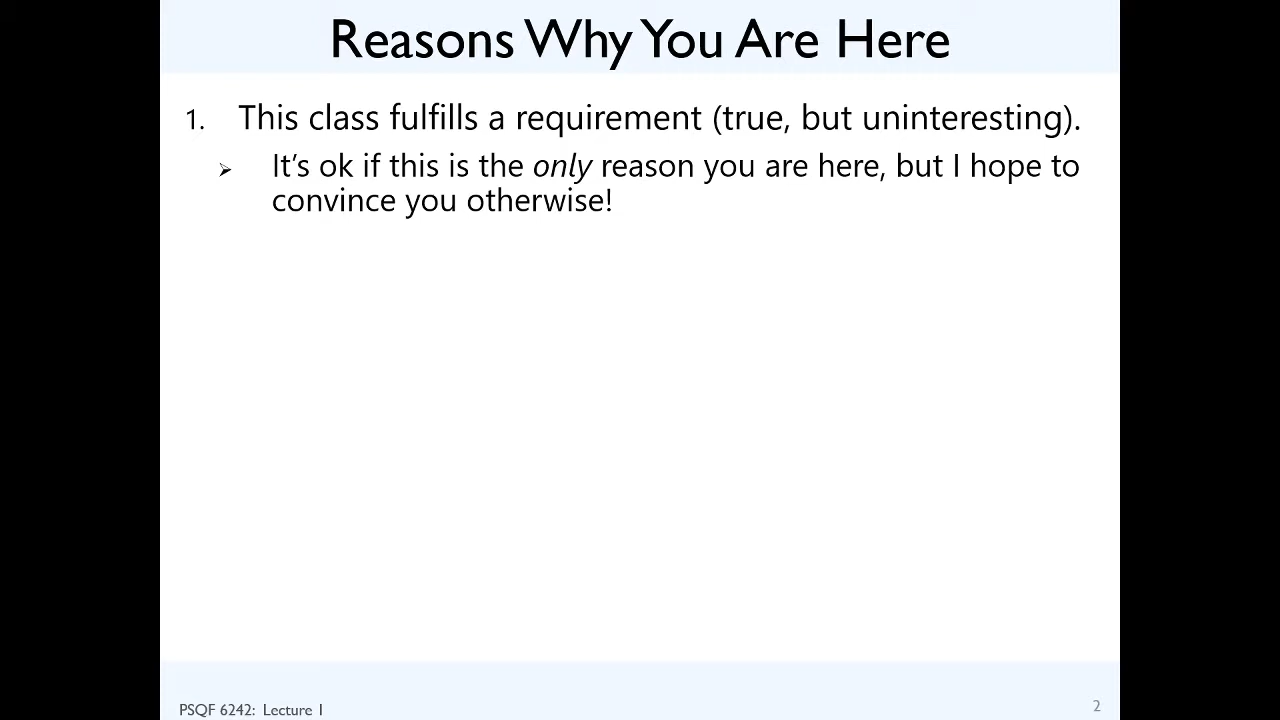 Reasons Why You Are Here
1. This class fulfills a requirement (true, but uninteresting).
➢ It’s ok if this is the only reason you are here, but I hope to
convince you otherwise!
PSQF 6242: Lecture 1
2